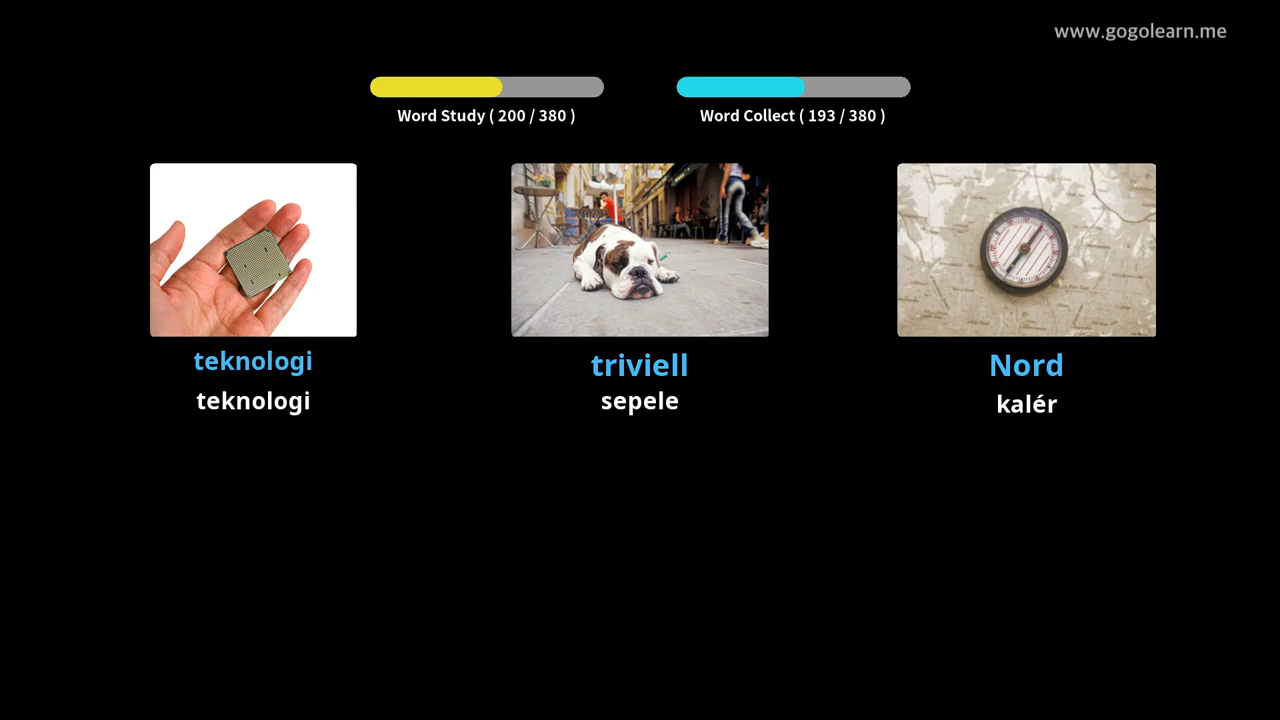 www.gogolearn.me
Word Study ( 200 / 380 )
Word Collect ( 193 / 380 )
teknologi
teknologi
triviell
sepele
Nord
kalér